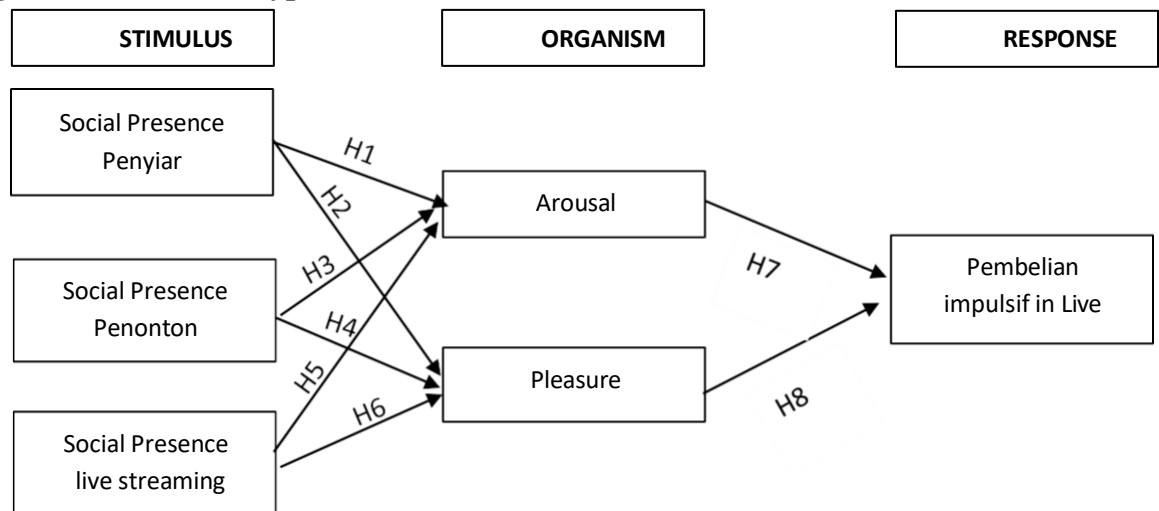 STIMULUS
ORGANISM
RESPONSE
Social Presence
Penyiar
H1
H2
Arousal
H3
Social Presence
Penonton
H4
H5
H6
H7
Pembelian
impulsif in Live
Pleasure
H8
Social Presence
live streaming